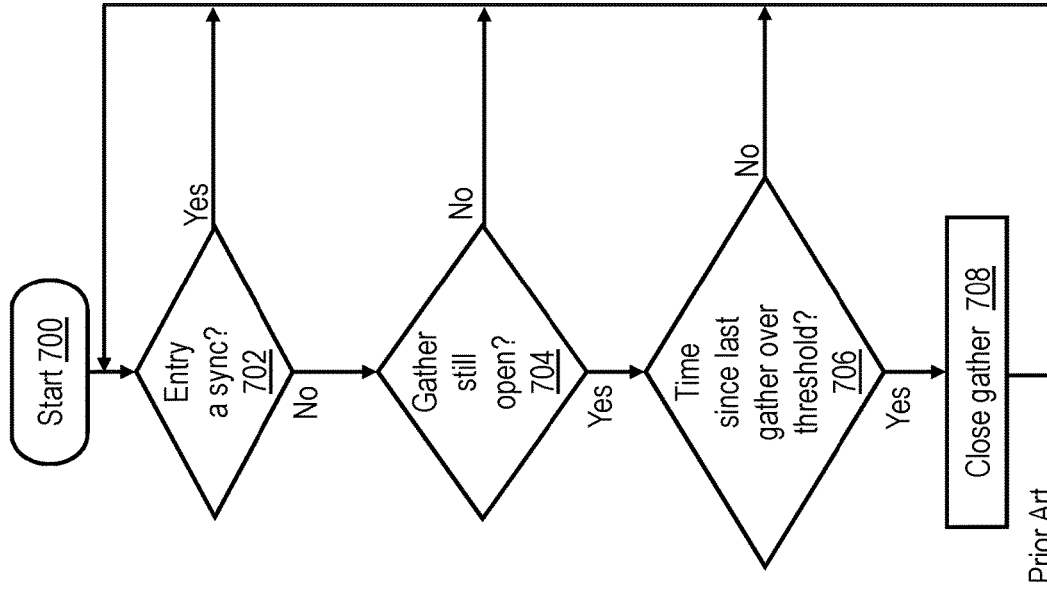 Start 700
Entry
a sync?
702
Yes
No
Gather
still
open?
704
No
Yes
Time
since last
gather over
threshold?
706
No
Yes
Close gather 708
Prior Art